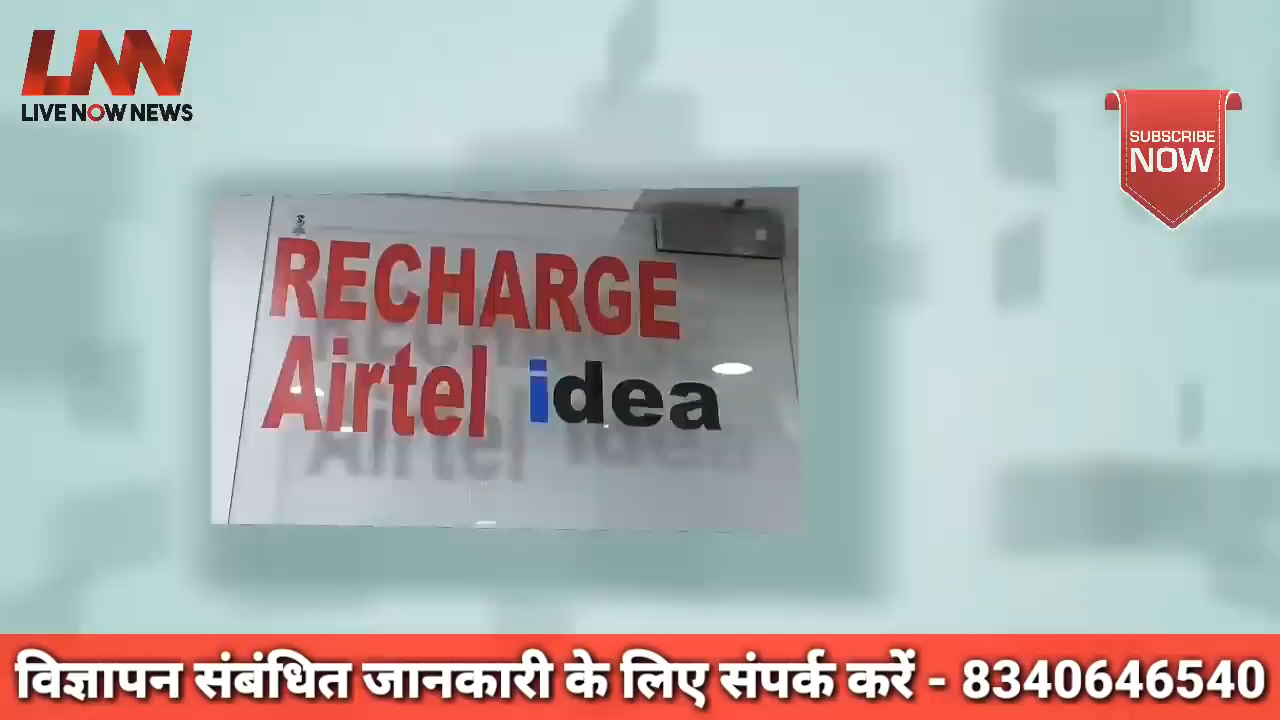 LNN
LIVE NOW NEWS
SUBSCRIBE
NOW
RECHARGE
Airtel idea
विज्ञापन संबंधित जानकारी के लिए संपर्क करें - 8340646540